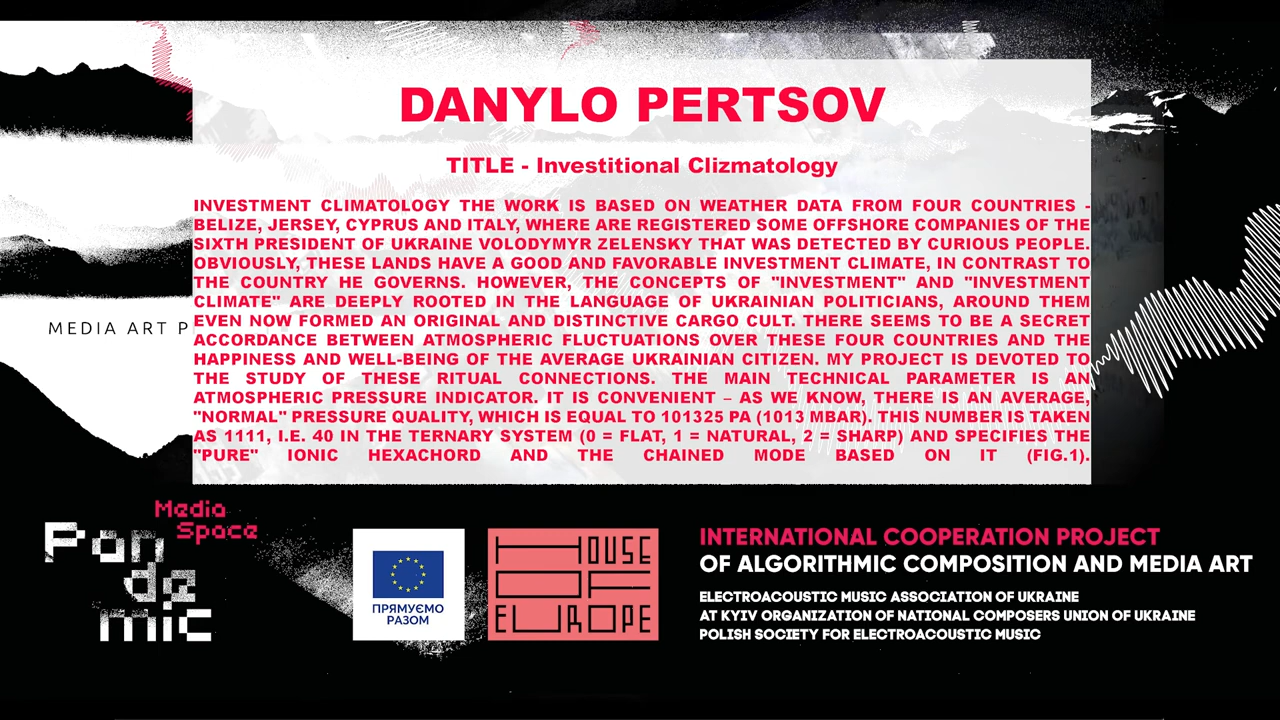 DANYLO PERTSOV
TITLE - Investitional Clizmatology
INVESTMENT CLIMATOLOGY THE WORK IS BASED ON WEATHER DATA FROM FOUR COUNTRIES -
BELIZE, JERSEY, CYPRUS AND ITALY, WHERE ARE REGISTERED SOME OFFSHORE COMPANIES OF THE
SIXTH PRESIDENT OF UKRAINE VOLODYMYR ZELENSKY THAT WAS DETECTED BY CURIOUS PEOPLE.
OBVIOUSLY, THESE LANDS HAVE A GOOD AND FAVORABLE INVESTMENT CLIMATE, IN CONTRAST TO
THE COUNTRY HE GOVERNS. HOWEVER, THE CONCEPTS OF "INVESTMENT" AND "INVESTMENT
CLIMATE" ARE DEEPLY ROOTED IN THE LANGUAGE OF UKRAINIAN POLITICIANS, AROUND THEM
EVEN NOW FORMED AN ORIGINAL AND DISTINCTIVE CARGO CULT. THERE SEEMS TO BE A SECRET
ACCORDANCE BETWEEN ATMOSPHERIC FLUCTUATIONS OVER THESE FOUR COUNTRIES AND THE
HAPPINESS AND WELL-BEING OF THE AVERAGE UKRAINIAN CITIZEN. MY PROJECT IS DEVOTED TO
THE STUDY OF THESE RITUAL CONNECTIONS. THE MAIN TECHNICAL PARAMETER IS AN
ATMOSPHERIC PRESSURE INDICATOR. IT IS CONVENIENT – AS WE KNOW, THERE IS AN AVERAGE,
"NORMAL" PRESSURE QUALITY, WHICH IS EQUAL TO 101325 PA (1013 MBAR). THIS NUMBER IS TAKEN
AS 1111, I.E. 40 IN THE TERNARY SYSTEM (0 = FLAT, 1 = NATURAL, 2 = SHARP) AND SPECIFIES THE
"PURE" IONIC HEXACHORD AND THE CHAINED MODE BASED ON IT (FIG.1).
MEDIA ART P
Media
Space
Pan
de
mic
ПРЯМУЄМО
РАЗОМ
HOUSE
OF
EUROPE
INTERNATIONAL COOPERATION PROJECT
OF ALGORITHMIC COMPOSITION AND MEDIA ART
ELECTROACOUSTIC MUSIC ASSOCIATION OF UKRAINE
AT KYIV ORGANIZATION OF NATIONAL COMPOSERS UNION OF UKRAINE
POLISH SOCIETY FOR ELECTROACOUSTIC MUSIC